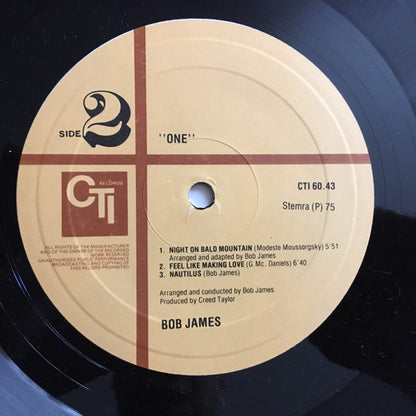 SIDE 2
"ONE"
CTI RECORDS
CTI 60.43
Stemra (P) 75
ALL RIGHTS OF THE MANUFACTURER
AND OF THE OWNER OF THE RECORDED
WORK RESERVED
UNAUTHORISED PUBLIC PERFORMANCE
BROADCASTING AND COPYING OF
THIS RECORD PROHIBITED
1. NIGHT ON BALD MOUNTAIN (Modeste Moussorgsky) 5'51
Arranged and adapted by Bob James
2. FEEL LIKE MAKING LOVE (G. Mc. Daniels) 6'40
3. NAUTILUS (Bob James)
Arranged and conducted by Bob James
Produced by Creed Taylor
BOB JAMES